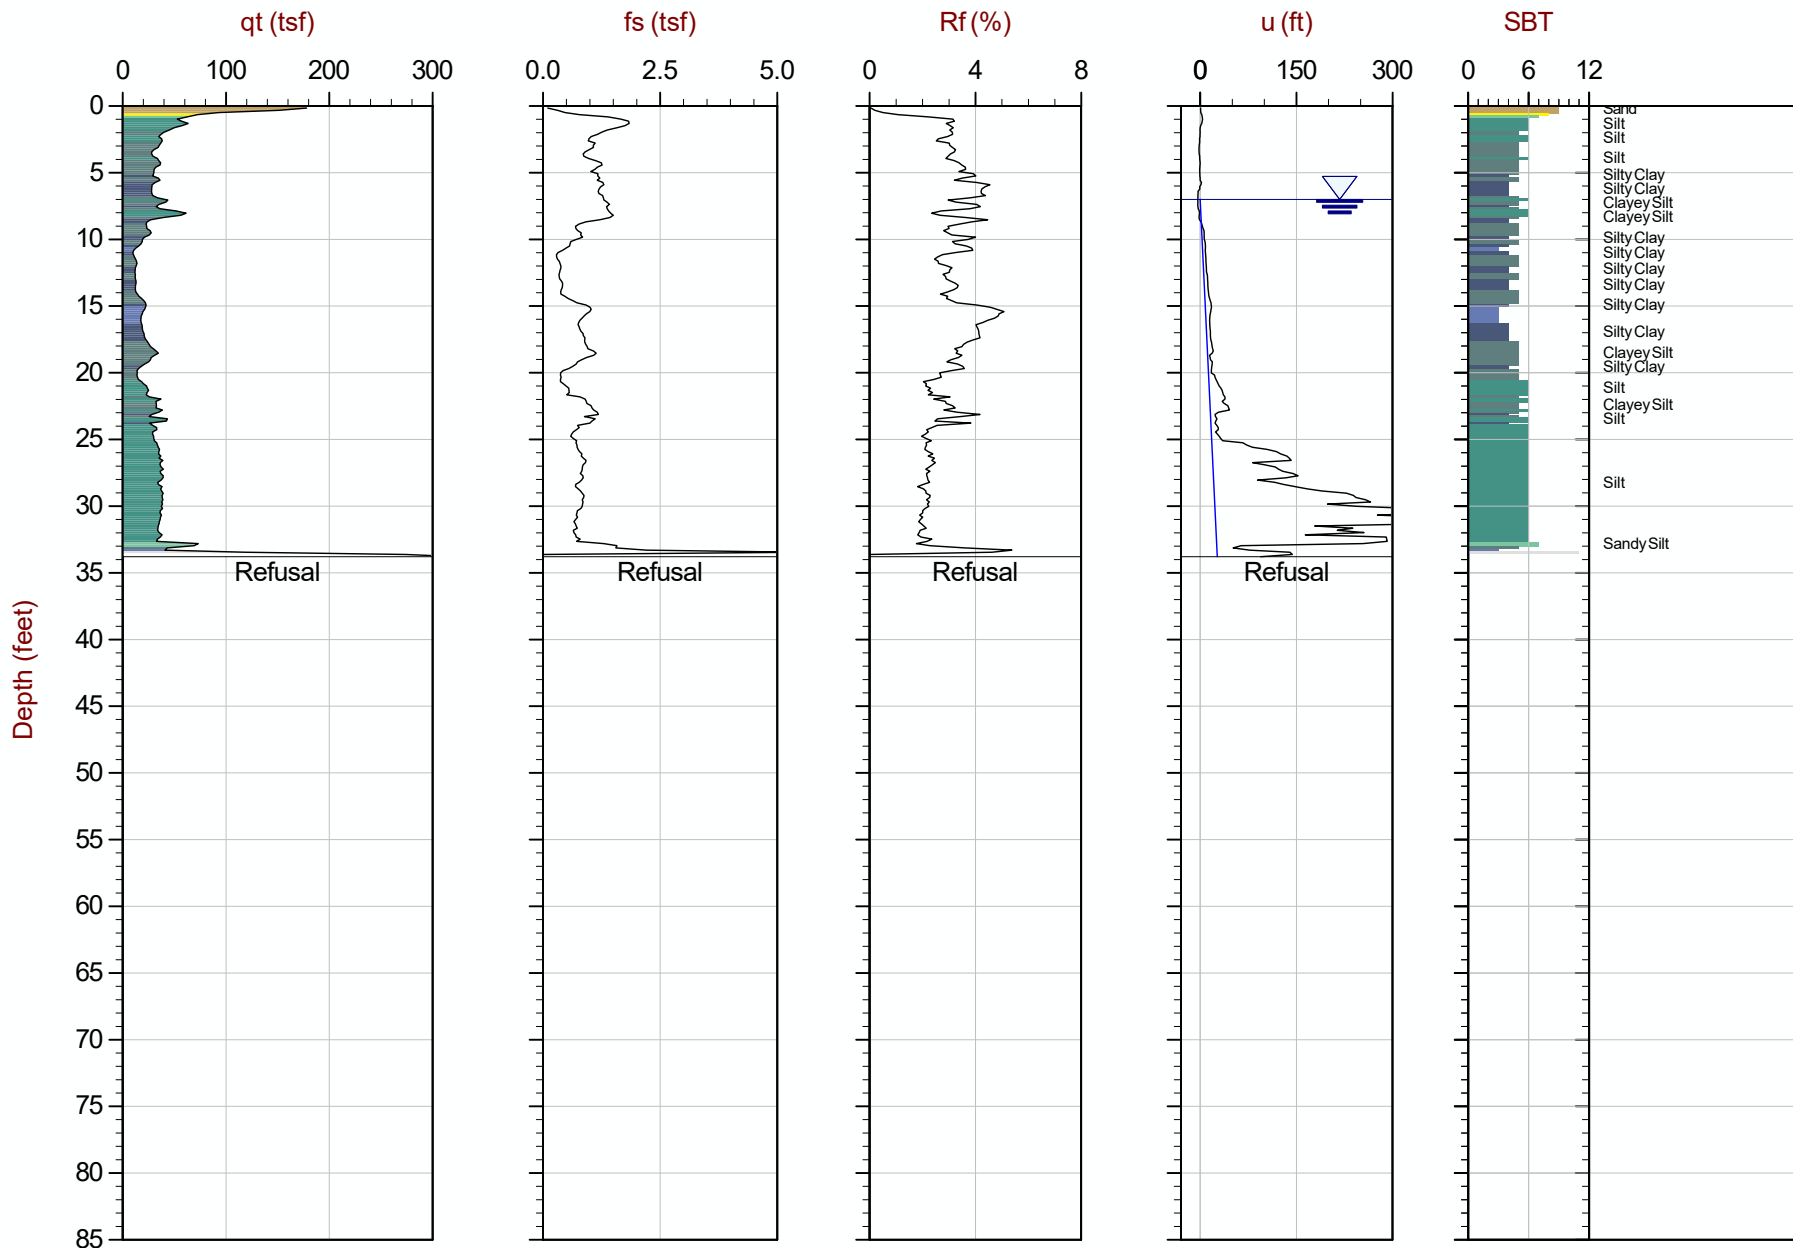 qt (tsf) fs (tsf) Rf (%) u (ft) SBT
0 100 200 300 0.0 2.5 5.0 0 4 8 0 150 300 0 6 12
0
Sand
Silt
Silt
Silt
5
Silty Clay
Silty Clay
Clayey Silt
Clayey Silt
10
Silty Clay
Silty Clay
Silty Clay
Silty Clay
15
Silty Clay
Silty Clay
Clayey Silt
Silty Clay
20
Silt
Clayey Silt
Silt
25
Silt
30
Sandy Silt
35
Refusal Refusal Refusal Refusal
40
Depth (feet)
45
50
55
60
65
70
75
80
85